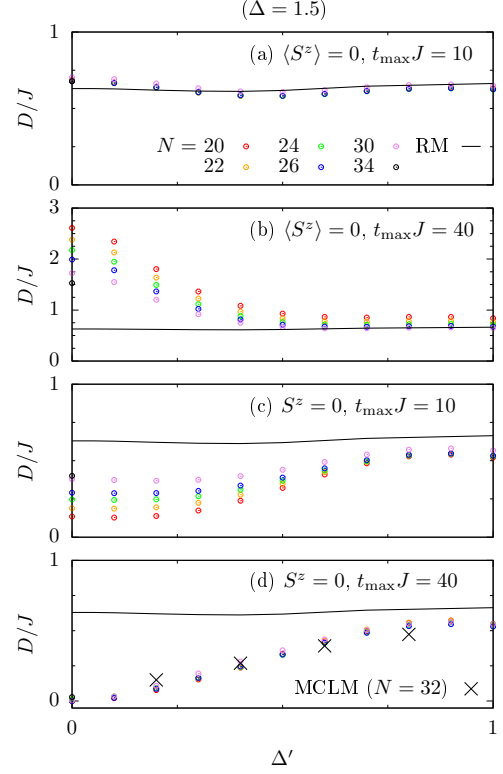 (Δ = 1.5)
1
(a) ⟨S^z⟩ = 0, t_max J = 10
D/J
N = 20 24 30 RM
22 26 34
0
3
(b) ⟨S^z⟩ = 0, t_max J = 40
2
D/J
1
0
1
(c) S^z = 0, t_max J = 10
D/J
0
1
(d) S^z = 0, t_max J = 40
D/J
MCLM (N = 32)
0
0 1
Δ′